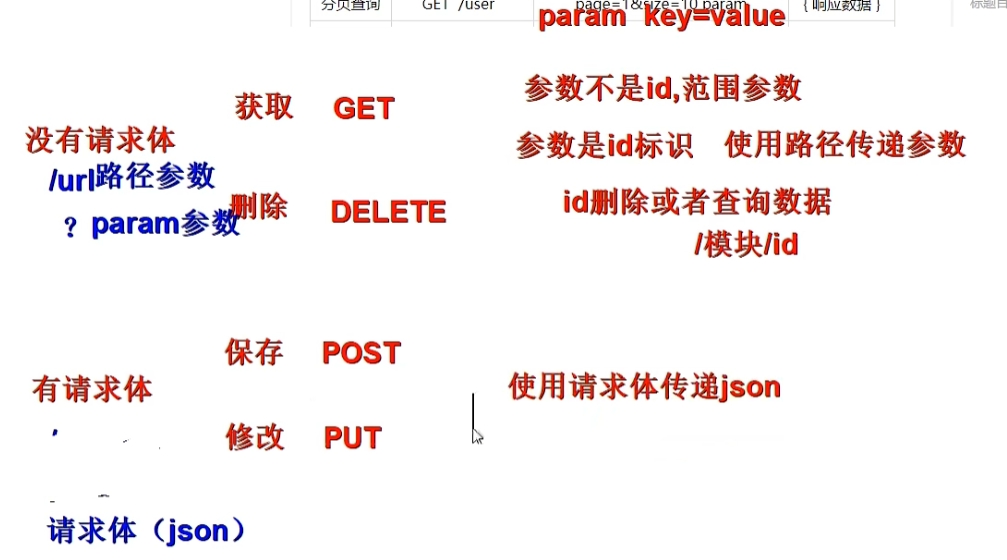 分页查询 GET /user page=1&size=10 param { 响应数据 }
param key=value
参数不是id,范围参数
获取 GET
没有请求体
参数是id标识 使用路径传递参数
/url路径参数
删除 DELETE
id删除或者查询数据
? param参数
/模块/id
保存 POST
有请求体
使用请求体传递json
修改 PUT
请求体（json）